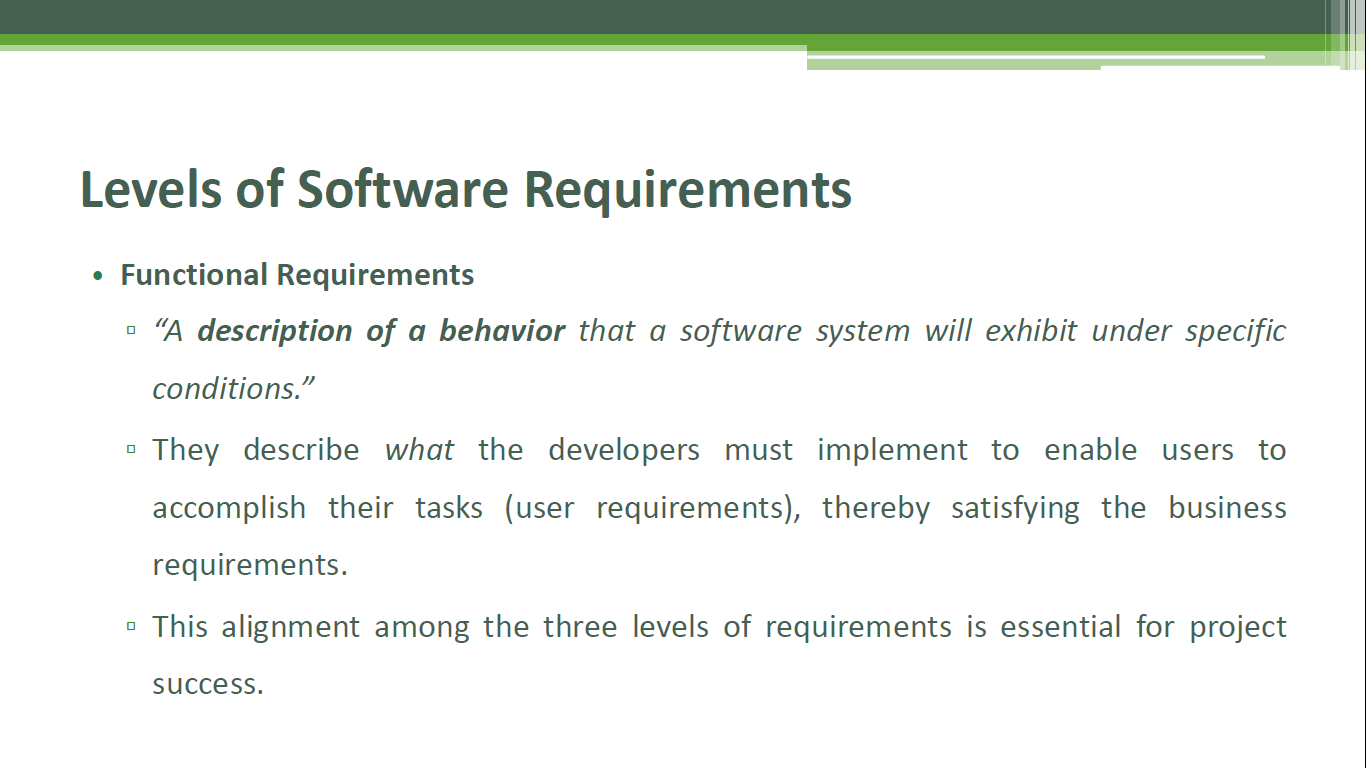 Levels of Software Requirements
• Functional Requirements
▫ “A description of a behavior that a software system will exhibit under specific
conditions.”
▫ They describe what the developers must implement to enable users to
accomplish their tasks (user requirements), thereby satisfying the business
requirements.
▫ This alignment among the three levels of requirements is essential for project
success.